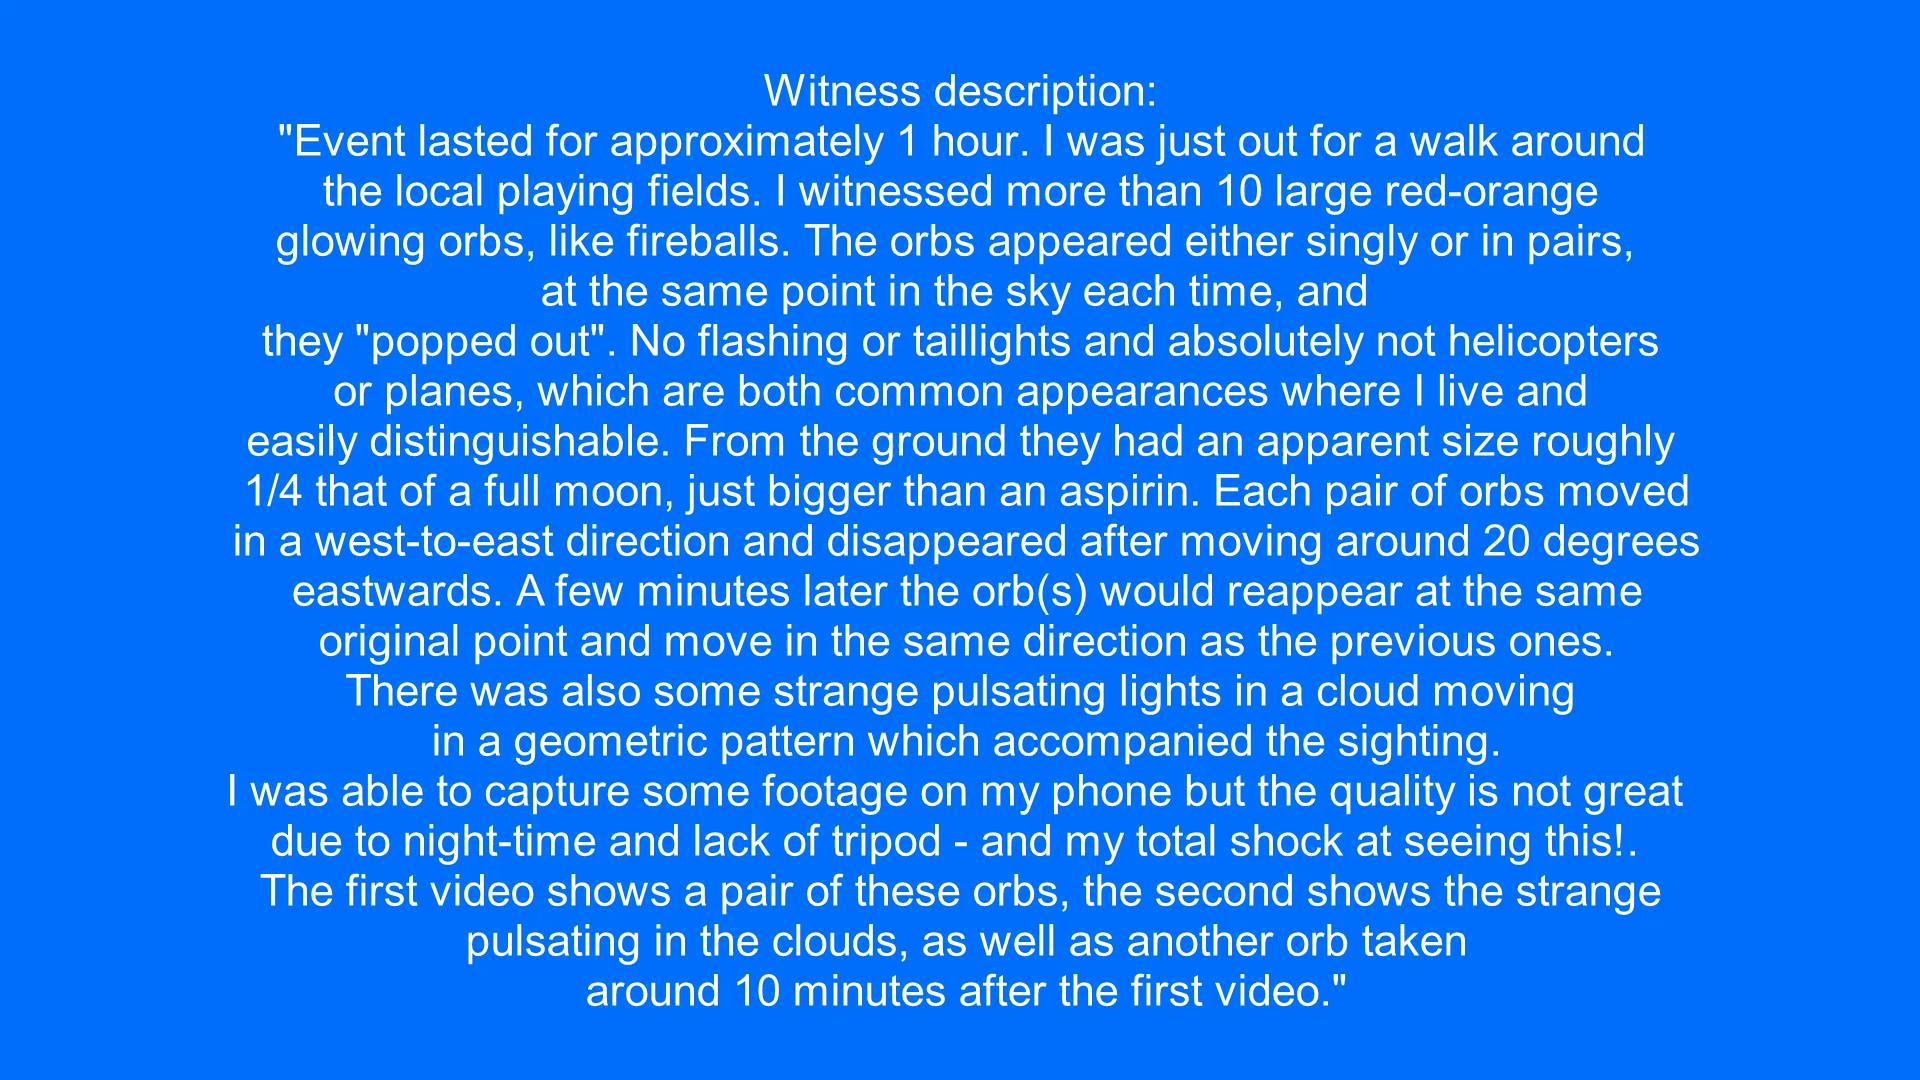 Witness description:
"Event lasted for approximately 1 hour. I was just out for a walk around
the local playing fields. I witnessed more than 10 large red-orange
glowing orbs, like fireballs. The orbs appeared either singly or in pairs,
at the same point in the sky each time, and
they "popped out". No flashing or taillights and absolutely not helicopters
or planes, which are both common appearances where I live and
easily distinguishable. From the ground they had an apparent size roughly
1/4 that of a full moon, just bigger than an aspirin. Each pair of orbs moved
in a west-to-east direction and disappeared after moving around 20 degrees
eastwards. A few minutes later the orb(s) would reappear at the same
original point and move in the same direction as the previous ones.
There was also some strange pulsating lights in a cloud moving
in a geometric pattern which accompanied the sighting.
I was able to capture some footage on my phone but the quality is not great
due to night-time and lack of tripod - and my total shock at seeing this!.
The first video shows a pair of these orbs, the second shows the strange
pulsating in the clouds, as well as another orb taken
around 10 minutes after the first video."